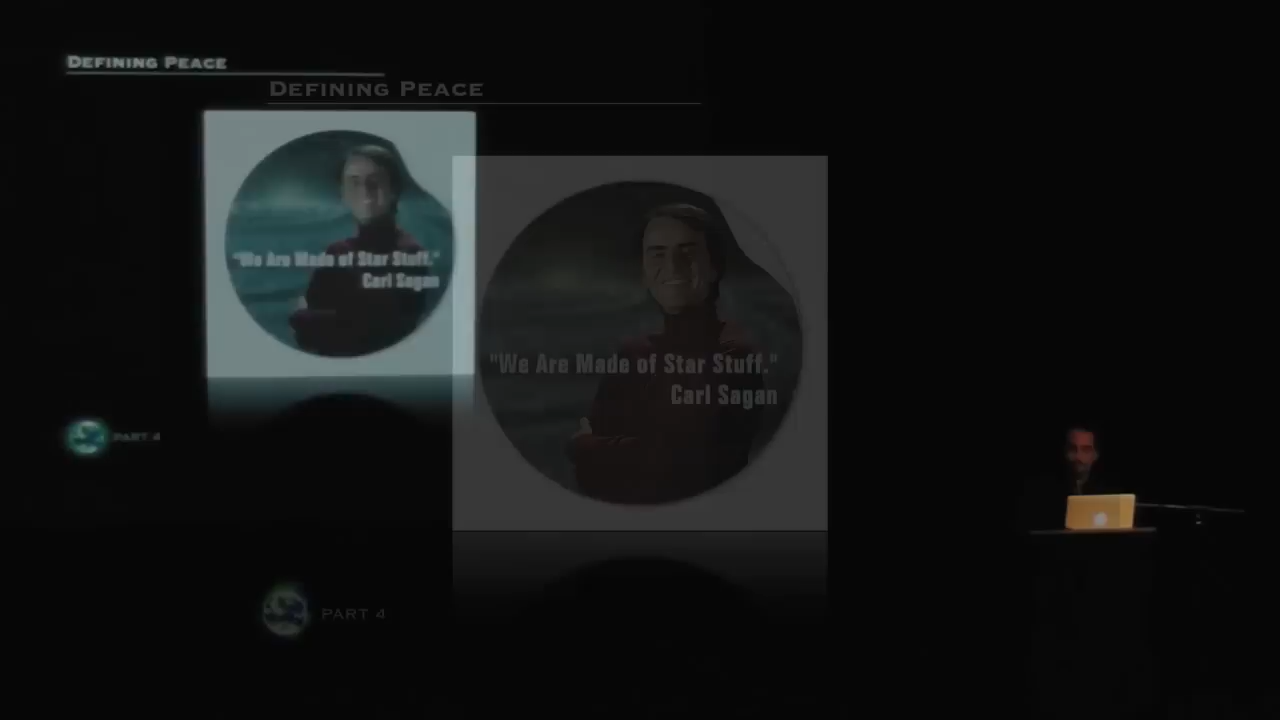 DEFINING PEACE
DEFINING PEACE
"We Are Made of Star Stuff."
Carl Sagan
"We Are Made of Star Stuff."
Carl Sagan
PART 4
PART 4